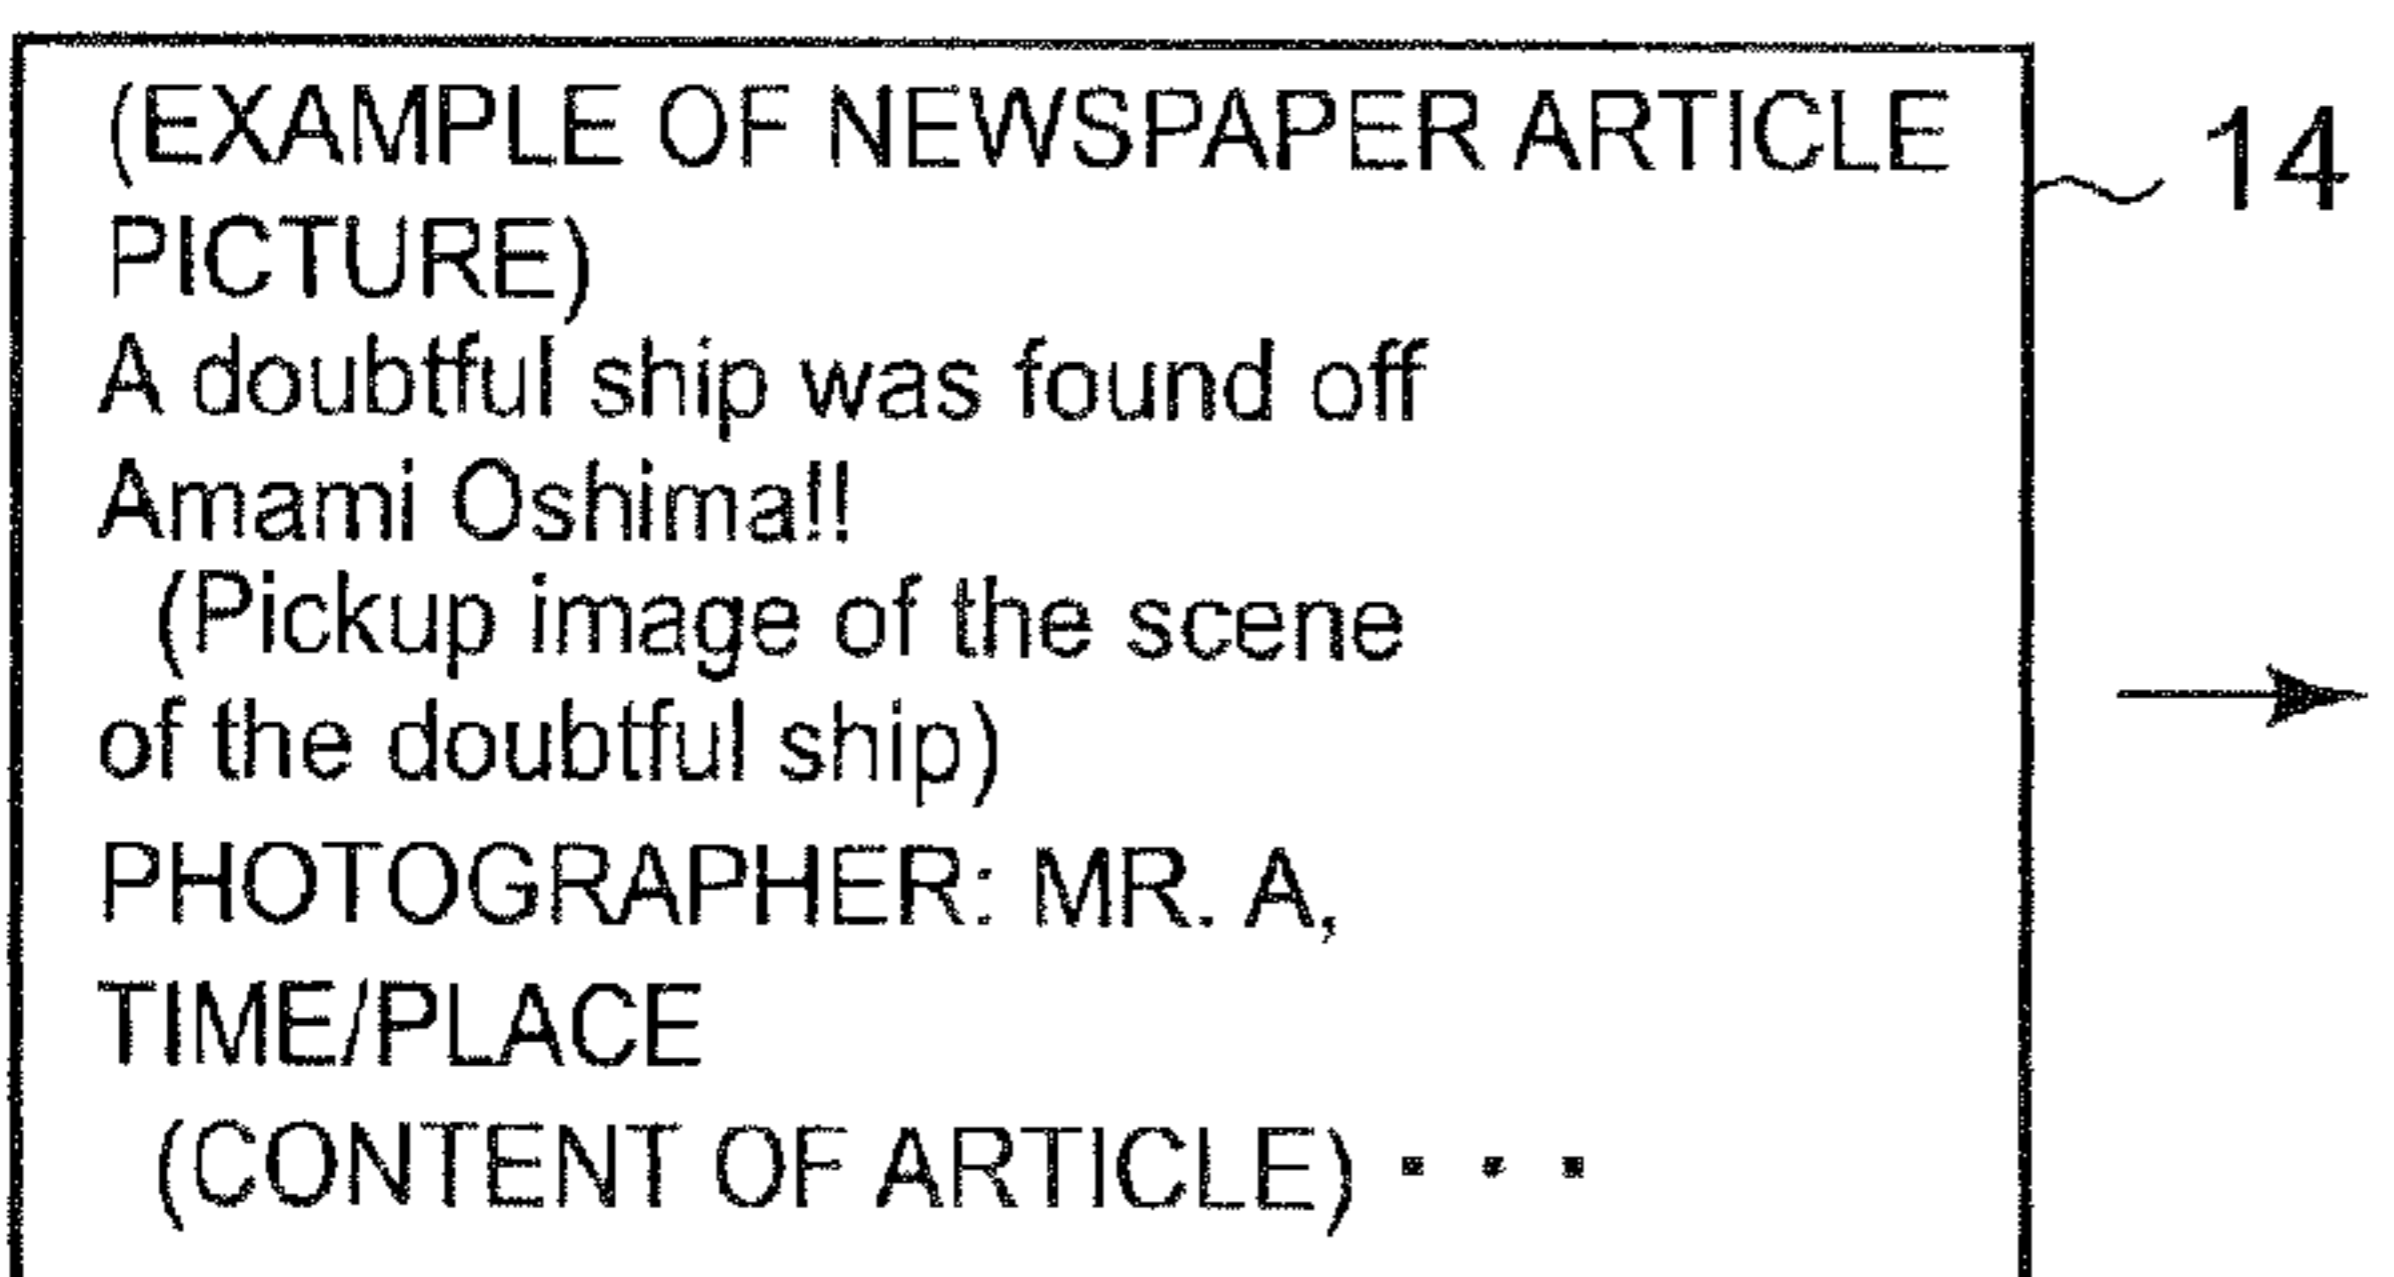 (EXAMPLE OF NEWSPAPER ARTICLE
PICTURE)
A doubtful ship was found off
Amami Oshima!!
(Pickup image of the scene
of the doubtful ship)
PHOTOGRAPHER: MR. A,
TIME/PLACE
(CONTENT OF ARTICLE) ▪ ▪ ▪
14